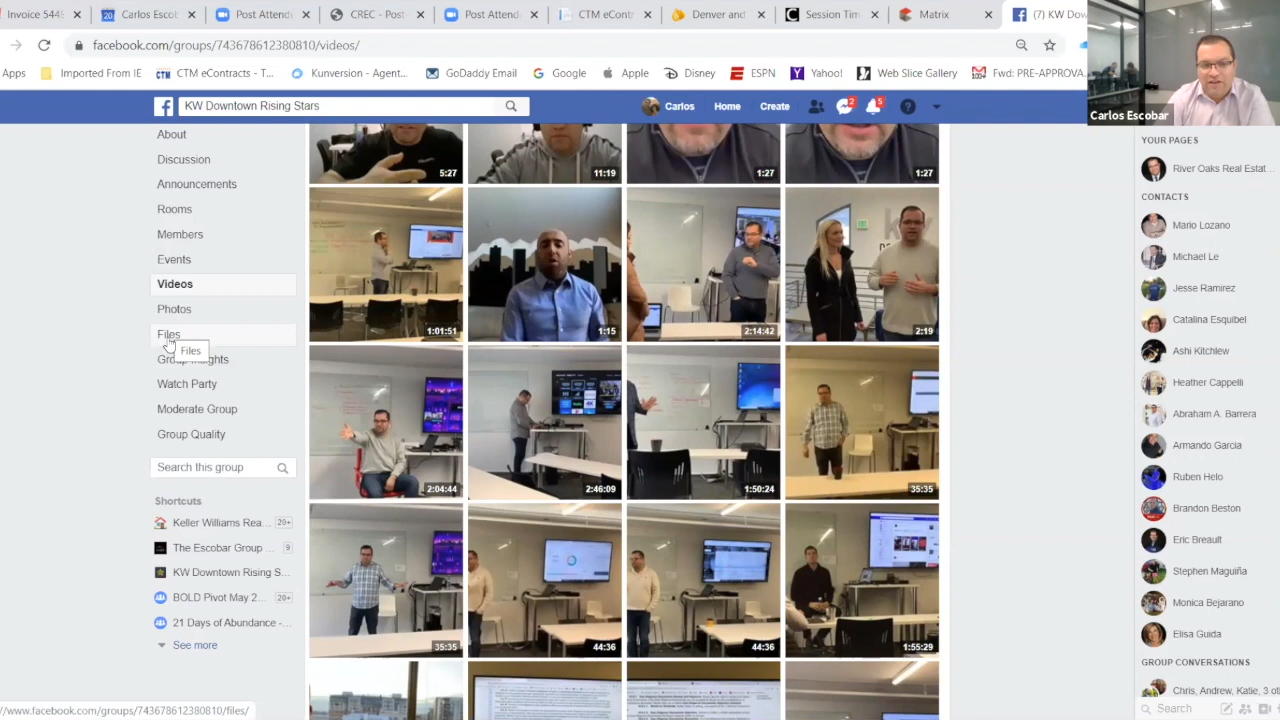 Invoice 5445
Carlos Escob
Post Attend
CREC - Post
Post Attend
CTM eContr
Denver and
Session Tim
Matrix
(7) KW Dow
facebook.com/groups/743678612380810/videos/
Apps
Imported From IE
CTM eContracts - T...
Kunversion - Agent...
GoDaddy Email
Google
Apple
Disney
ESPN
Yahoo!
Web Slice Gallery
Fwd: PRE-APPROVA
Carlos Escobar
KW Downtown Rising Stars
Carlos
Home
Create
2
5
About
Discussion
Announcements
Rooms
Members
Events
Videos
Photos
Files
Files
Watch Party
Moderate Group
Group Quality
Search this group
Shortcuts
Keller Williams Rea... 20+
The Escobar Group ... 9
KW Downtown Rising S...
BOLD Pivot May 2... 20+
21 Days of Abundance -...
See more
5:27
11:19
1:27
1:27
1:01:51
1:15
2:14:42
2:19
2:04:44
2:46:09
1:50:24
35:35
35:35
44:36
44:36
1:55:29
YOUR PAGES
River Oaks Real Estat...
CONTACTS
Mario Lozano
Michael Le
Jesse Ramirez
Catalina Esquibel
Ashi Kitchlew
Heather Cappelli
Abraham A. Barrera
Armando Garcia
Ruben Helo
Brandon Beston
Eric Breault
Stephen Maguiña
Monica Bejarano
Elisa Guida
GROUP CONVERSATIONS
Chris, Andrew, Katie, 3 o
Search